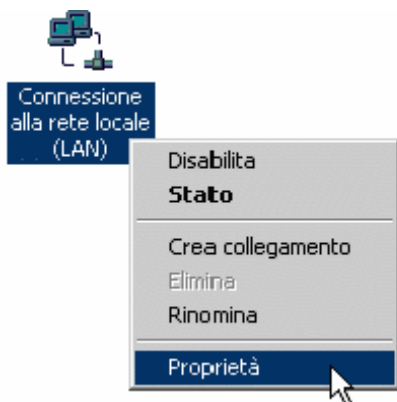 Connessione
alla rete locale
(LAN)
Disabilita
Stato
Crea collegamento
Elimina
Rinomina
Proprietà